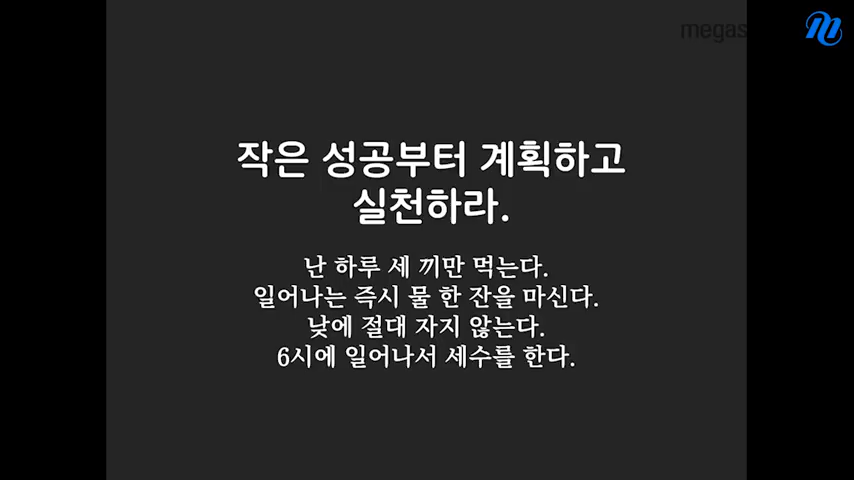 megas
작은 성공부터 계획하고
실천하라.
난 하루 세 끼만 먹는다.
일어나는 즉시 물 한 잔을 마신다.
낮에 절대 자지 않는다.
6시에 일어나서 세수를 한다.